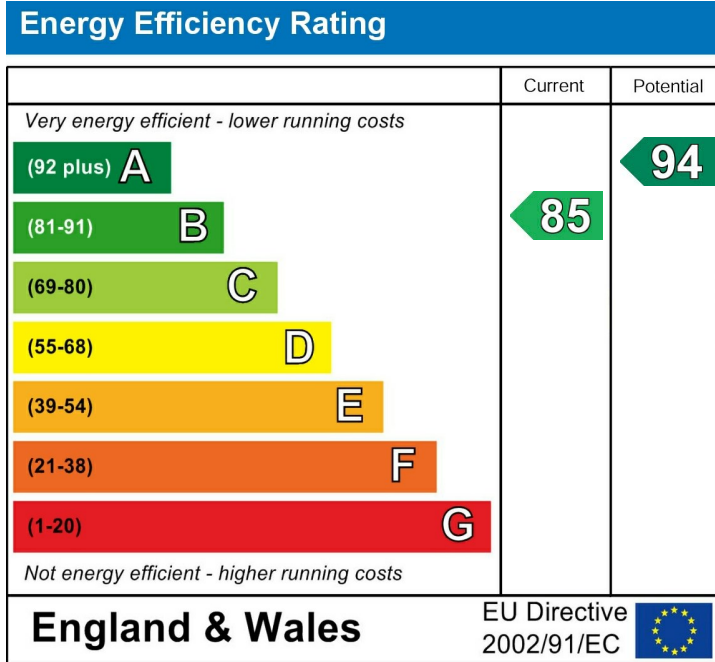 Energy Efficiency Rating
Current Potential
Very energy efficient - lower running costs
(92 plus) A 94
(81-91) B 85
(69-80) C
(55-68) D
(39-54) E
(21-38) F
(1-20) G
Not energy efficient - higher running costs
England & Wales
EU Directive
2002/91/EC